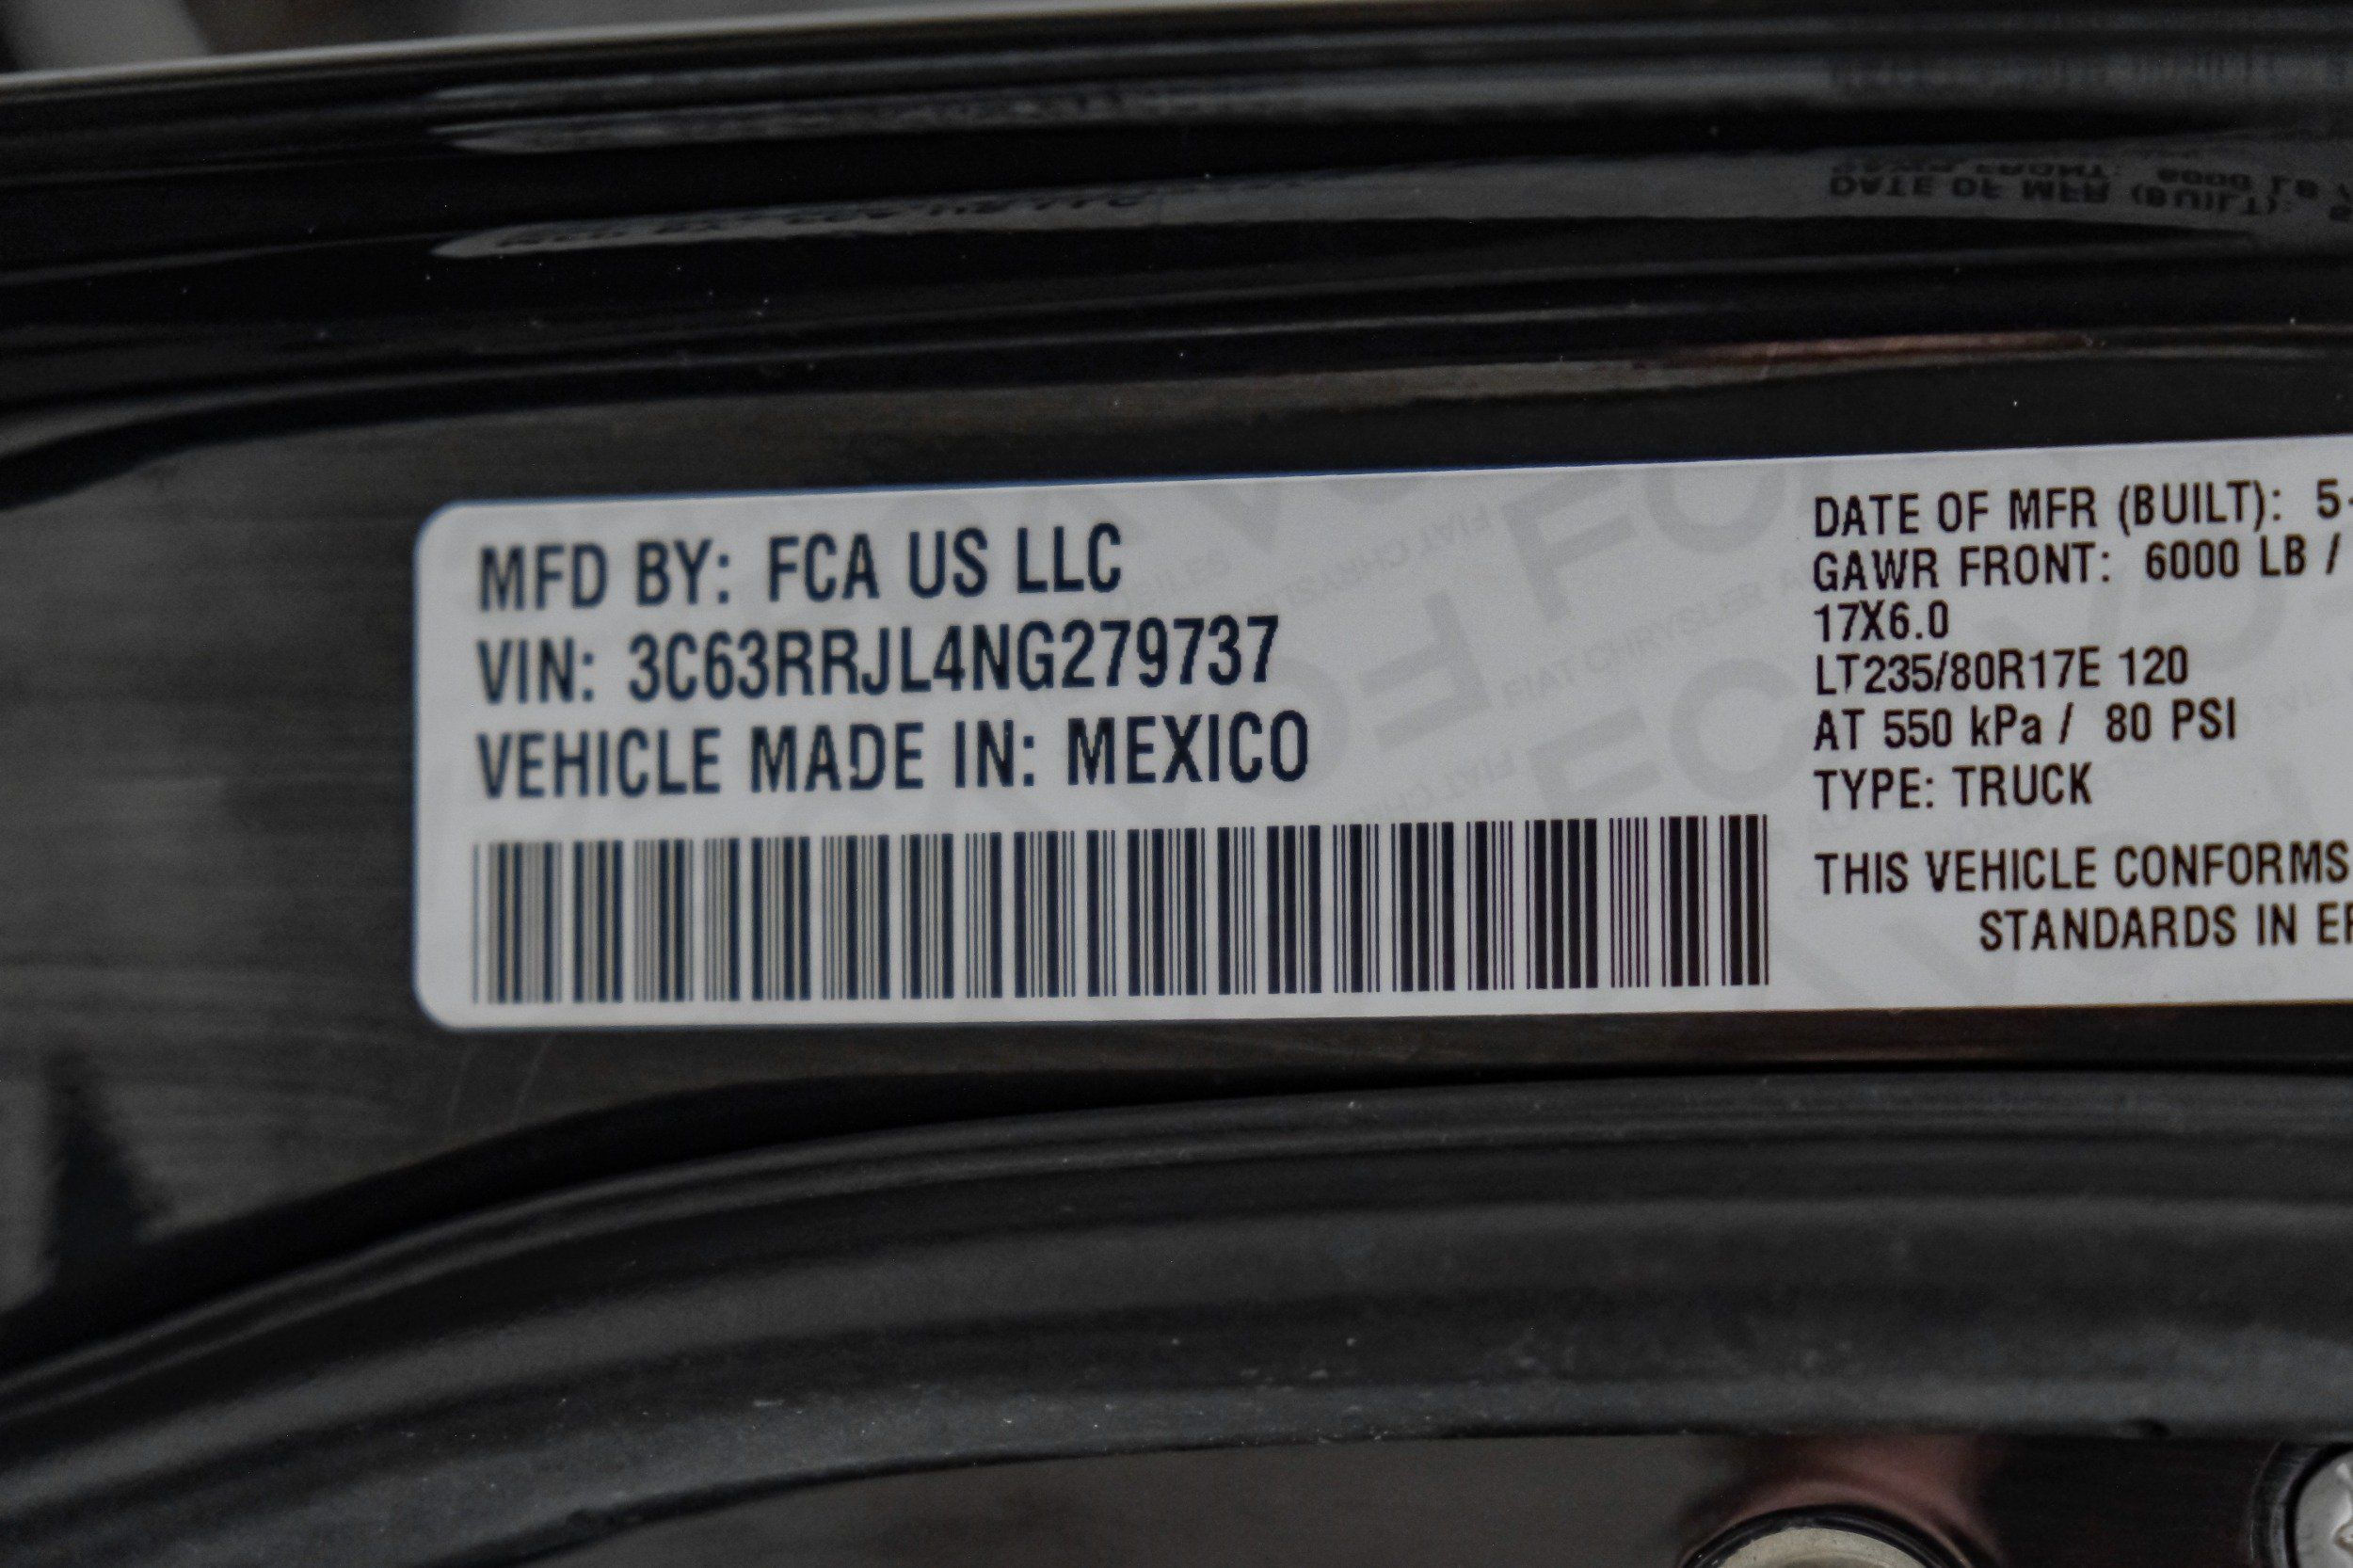 MFD BY: FCA US LLC
VIN: 3C63RRJL4NG279737
VEHICLE MADE IN: MEXICO
DATE OF MFR (BUILT): 5-
GAWR FRONT: 6000 LB /
17X6.0
LT235/80R17E 120
AT 550 kPa / 80 PSI
TYPE: TRUCK
THIS VEHICLE CONFORMS
STANDARDS IN